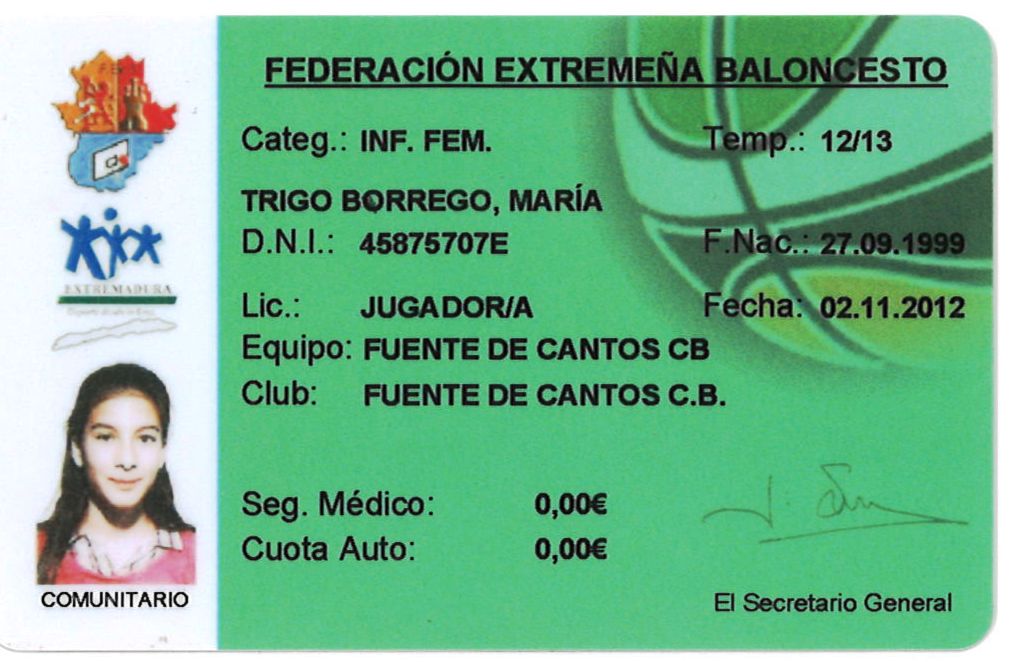 FEDERACIÓN EXTREMEÑA BALONCESTO
Categ.: INF. FEM. Temp.: 12/13
TRIGO BORREGO, MARÍA
D.N.I.: 45875707E F.Nac.: 27.09.1999
Lic.: JUGADOR/A Fecha: 02.11.2012
Equipo: FUENTE DE CANTOS CB
Club: FUENTE DE CANTOS C.B.
Seg. Médico: 0,00€
Cuota Auto: 0,00€
El Secretario General
EXTREMADURA
COMUNITARIO